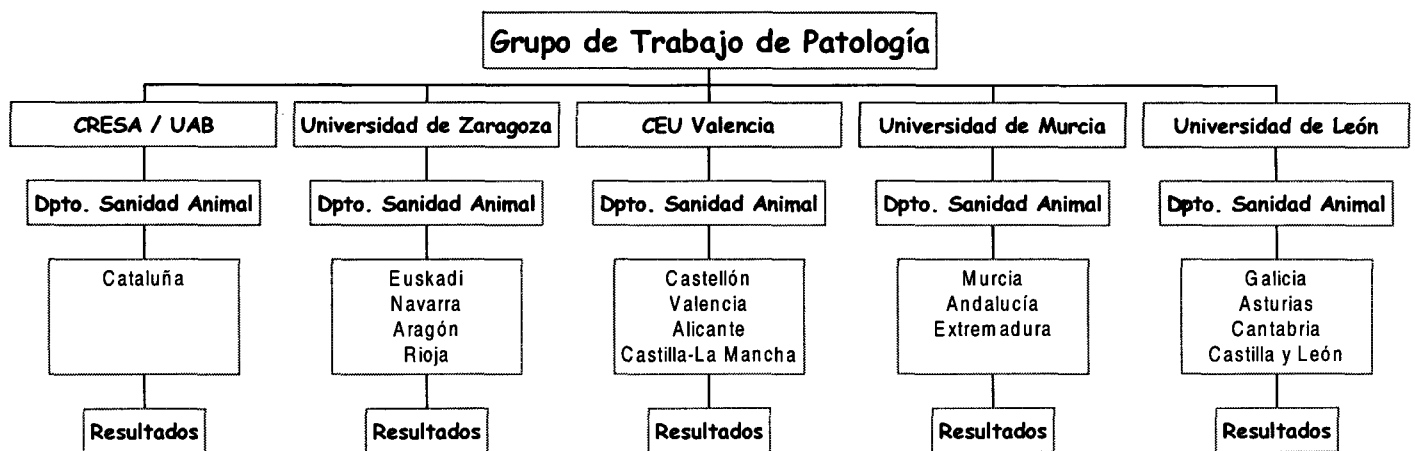 Grupo de Trabajo de Patología
CRESA / UAB
Universidad de Zaragoza
CEU Valencia
Universidad de Murcia
Universidad de León
Dpto. Sanidad Animal
Dpto. Sanidad Animal
Dpto. Sanidad Animal
Dpto. Sanidad Animal
Dpto. Sanidad Animal
Cataluña
Euskadi
Navarra
Aragón
Rioja
Castellón
Valencia
Alicante
Castilla-La Mancha
Murcia
Andalucía
Extremadura
Galicia
Asturias
Cantabria
Castilla y León
Resultados
Resultados
Resultados
Resultados
Resultados